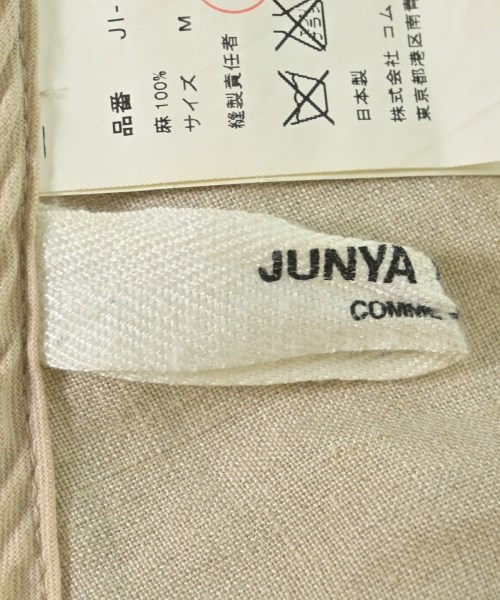 品番 JI-
麻 100%
サイズ M
縫製責任者
日本製
株式会社 コム
東京都港区南青
JUNYA
COMME